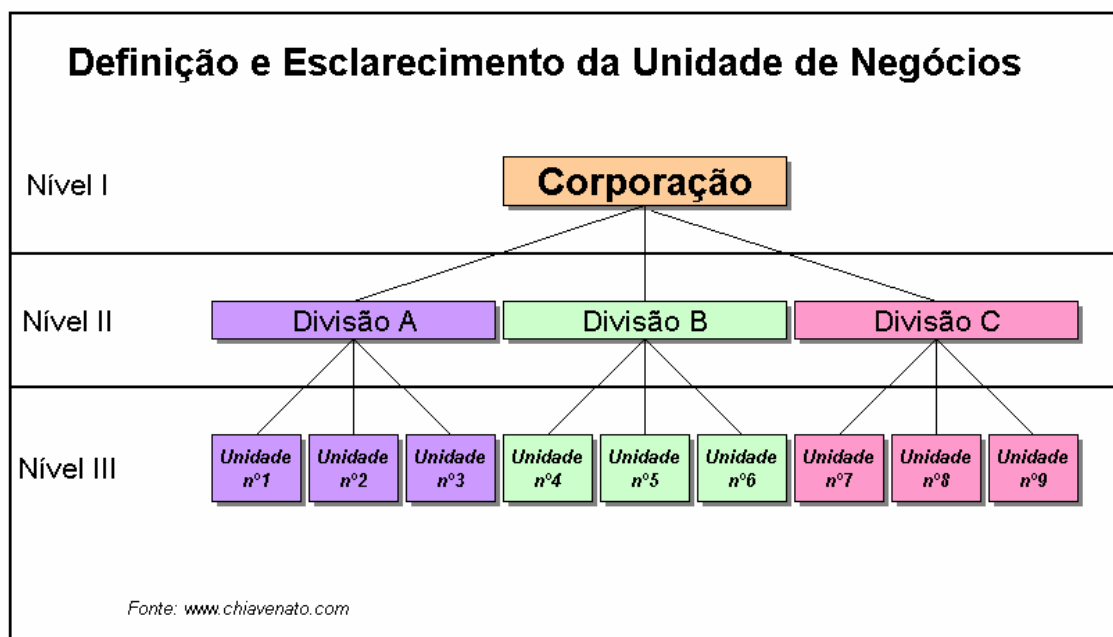 Definição e Esclarecimento da Unidade de Negócios
Nível I
Corporação
Nível II
Divisão A
Divisão B
Divisão C
Nível III
Unidade
nº1
Unidade
nº2
Unidade
nº3
Unidade
nº4
Unidade
nº5
Unidade
nº6
Unidade
nº7
Unidade
nº8
Unidade
nº9
Fonte: www.chiavenato.com